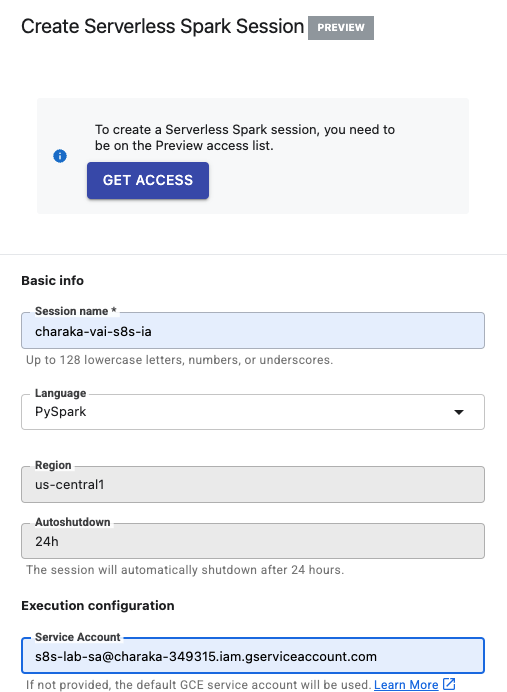 Create Serverless Spark Session PREVIEW
To create a Serverless Spark session, you need to
be on the Preview access list.
GET ACCESS
Basic info
Session name *
charaka-vai-s8s-ia
Up to 128 lowercase letters, numbers, or underscores.
Language
PySpark
Region
us-central1
Autoshutdown
24h
The session will automatically shutdown after 24 hours.
Execution configuration
Service Account
s8s-lab-sa@charaka-349315.iam.gserviceaccount.com
If not provided, the default GCE service account will be used. Learn More